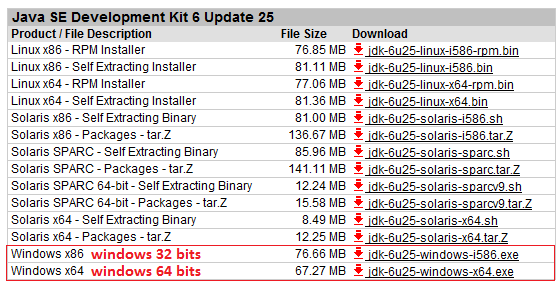 Java SE Development Kit 6 Update 25
Product / File Description File Size Download
Linux x86 - RPM Installer 76.85 MB jdk-6u25-linux-i586-rpm.bin
Linux x86 - Self Extracting Installer 81.11 MB jdk-6u25-linux-i586.bin
Linux x64 - RPM Installer 77.06 MB jdk-6u25-linux-x64-rpm.bin
Linux x64 - Self Extracting Installer 81.36 MB jdk-6u25-linux-x64.bin
Solaris x86 - Self Extracting Binary 81.00 MB jdk-6u25-solaris-i586.sh
Solaris x86 - Packages - tar.Z 136.67 MB jdk-6u25-solaris-i586.tar.Z
Solaris SPARC - Self Extracting Binary 85.96 MB jdk-6u25-solaris-sparc.sh
Solaris SPARC - Packages - tar.Z 141.11 MB jdk-6u25-solaris-sparc.tar.Z
Solaris SPARC 64-bit - Self Extracting Binary 12.24 MB jdk-6u25-solaris-sparcv9.sh
Solaris SPARC 64-bit - Packages - tar.Z 15.58 MB jdk-6u25-solaris-sparcv9.tar.Z
Solaris x64 - Self Extracting Binary 8.49 MB jdk-6u25-solaris-x64.sh
Solaris x64 - Packages - tar.Z 12.25 MB jdk-6u25-solaris-x64.tar.Z
Windows x86 windows 32 bits 76.66 MB jdk-6u25-windows-i586.exe
Windows x64 windows 64 bits 67.27 MB jdk-6u25-windows-x64.exe